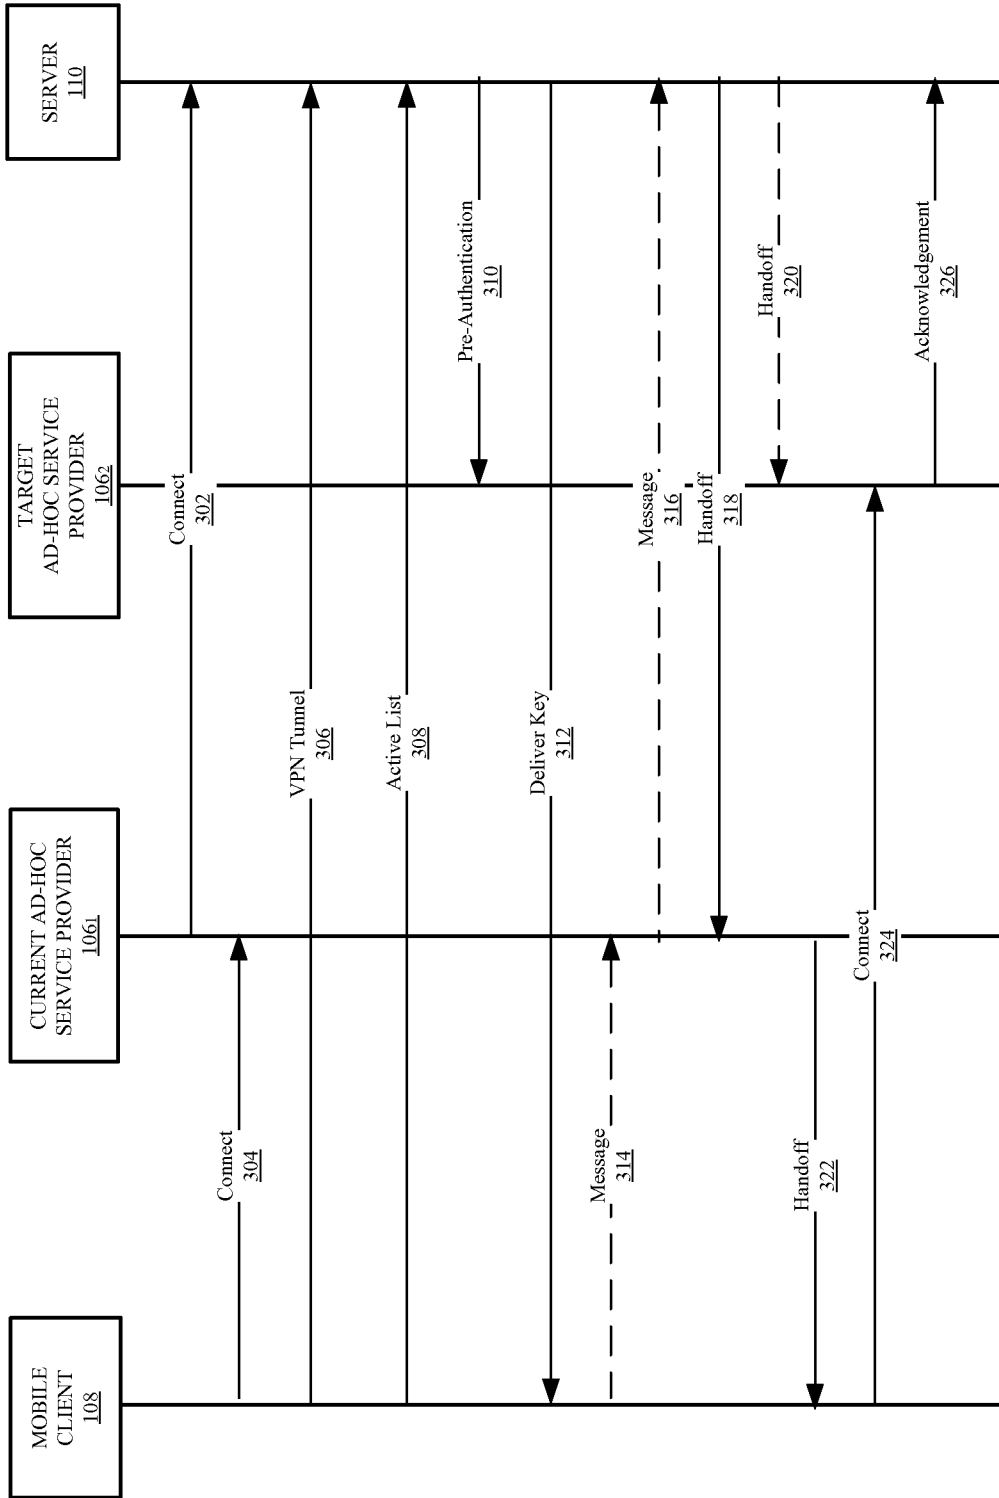 MOBILE
CLIENT
108
CURRENT AD-HOC
SERVICE PROVIDER
1061
TARGET
AD-HOC SERVICE
PROVIDER
1062
SERVER
110
Connect
302
Connect
304
VPN Tunnel
306
Active List
308
Pre-Authentication
310
Deliver Key
312
Message
314
Message
316
Handoff
318
Handoff
320
Handoff
322
Connect
324
Acknowledgement
326